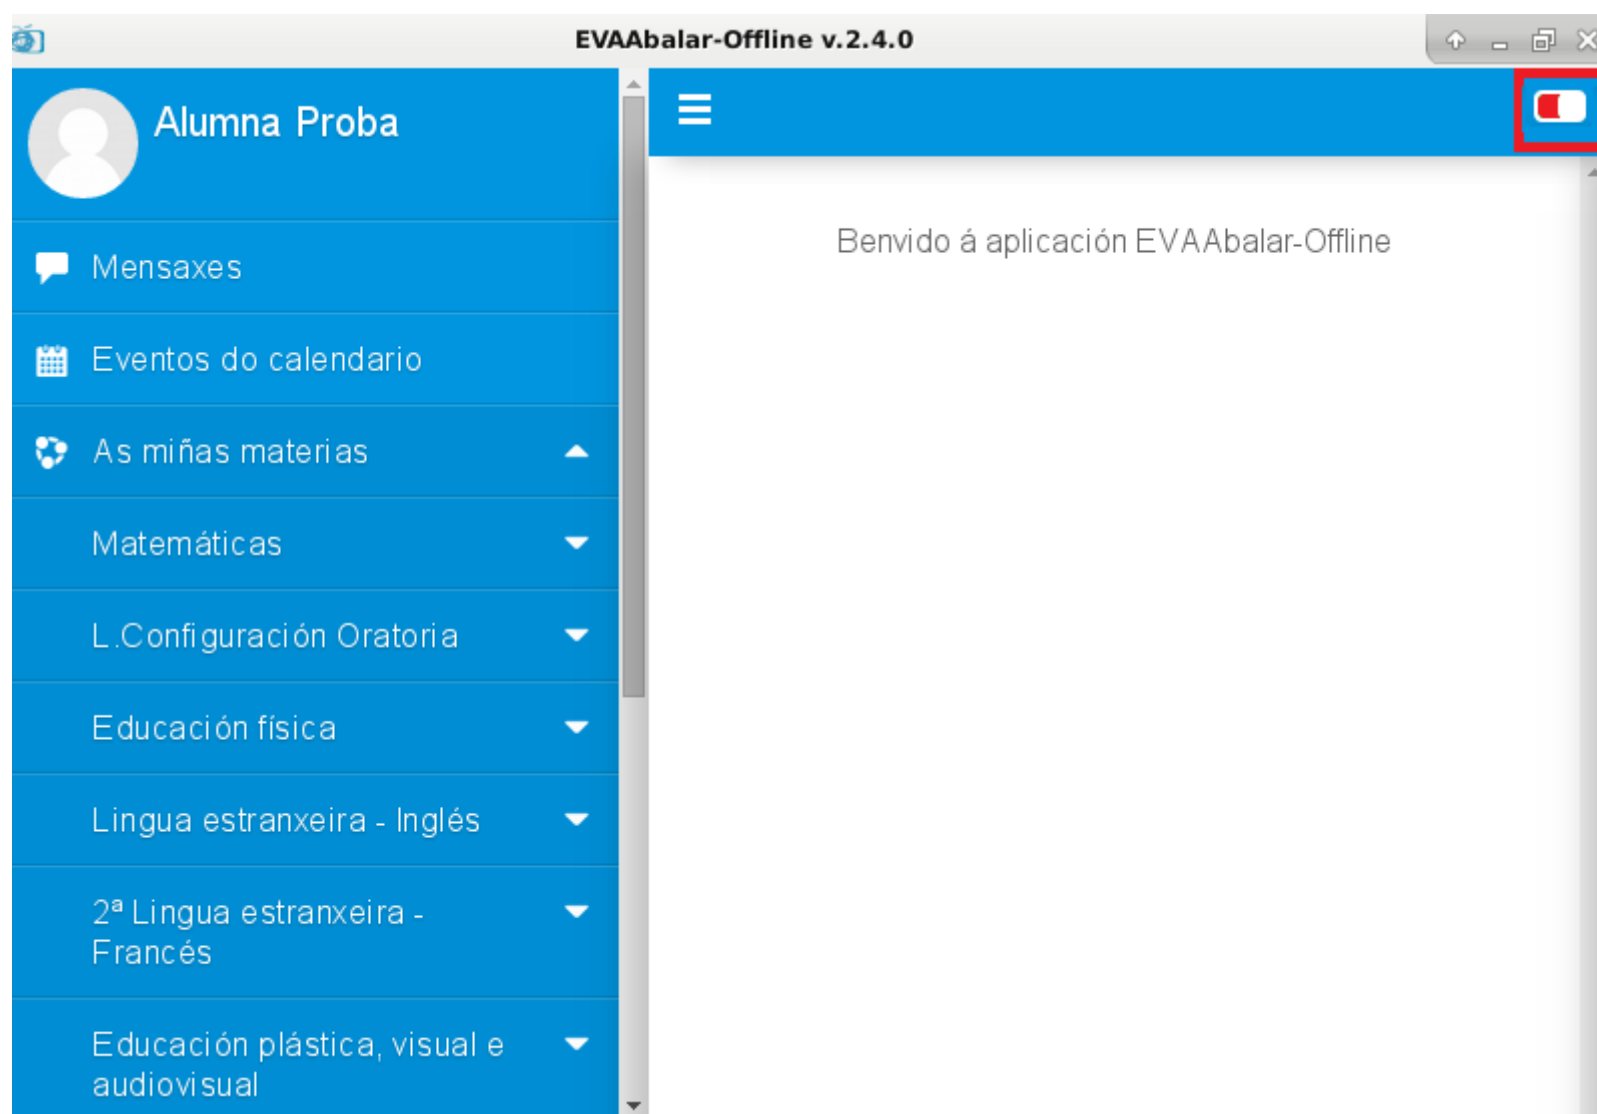 EVAAbalar-Offline v.2.4.0
Alumna Proba
Mensaxes
Eventos do calendario
As miñas materias
Matemáticas
L.Configuración Oratoria
Educación física
Lingua estranxeira - Inglés
2ª Lingua estranxeira -
Francés
Educación plástica, visual e
audiovisual
Benvido á aplicación EVAAbalar-Offline